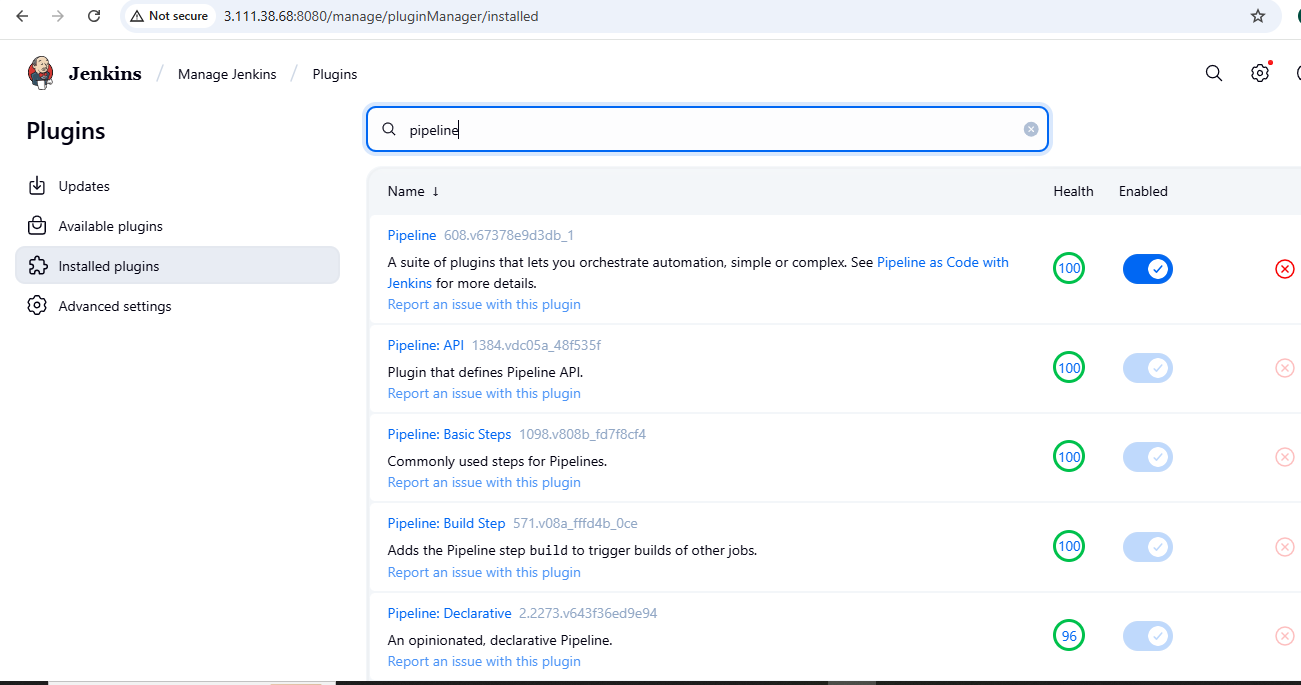 Not secure 3.111.38.68:8080/manage/pluginManager/installed
Jenkins / Manage Jenkins / Plugins
Plugins
pipeline
Updates
Available plugins
Installed plugins
Advanced settings
Name ↓ Health Enabled
Pipeline 608.v67378e9d3db_1
A suite of plugins that lets you orchestrate automation, simple or complex. See Pipeline as Code with
Jenkins for more details.
Report an issue with this plugin
100
Pipeline: API 1384.vdc05a_48f535f
Plugin that defines Pipeline API.
Report an issue with this plugin
100
Pipeline: Basic Steps 1098.v808b_fd7f8cf4
Commonly used steps for Pipelines.
Report an issue with this plugin
100
Pipeline: Build Step 571.v08a_fffd4b_0ce
Adds the Pipeline step build to trigger builds of other jobs.
Report an issue with this plugin
100
Pipeline: Declarative 2.2273.v643f36ed9e94
An opinionated, declarative Pipeline.
Report an issue with this plugin
96